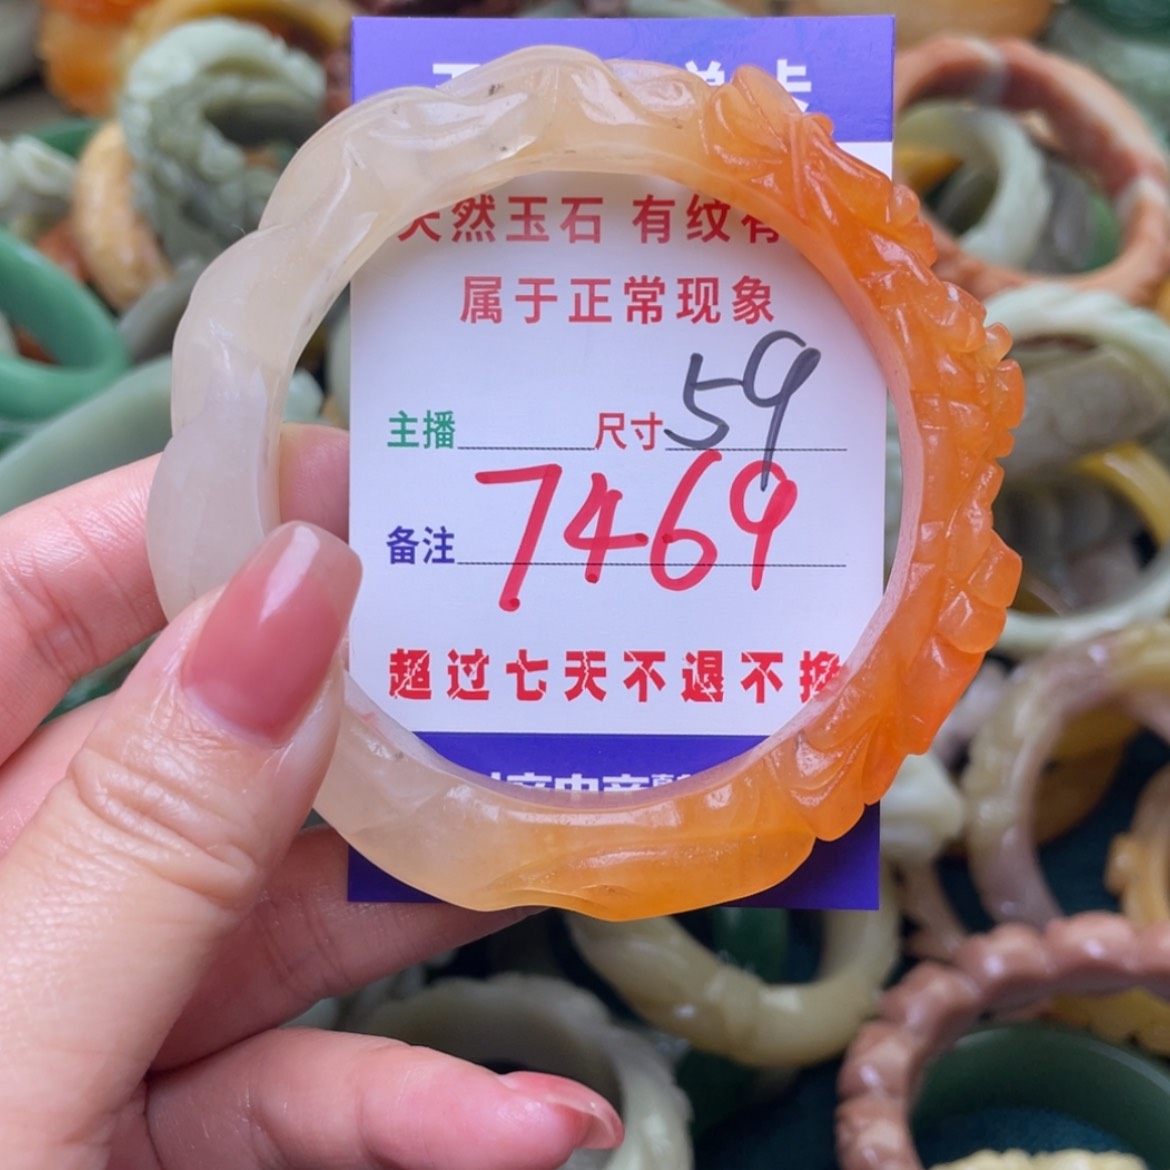 天然玉石 有纹有
属于正常现象
主播 尺寸 59
备注 7469
超过七天不退不换